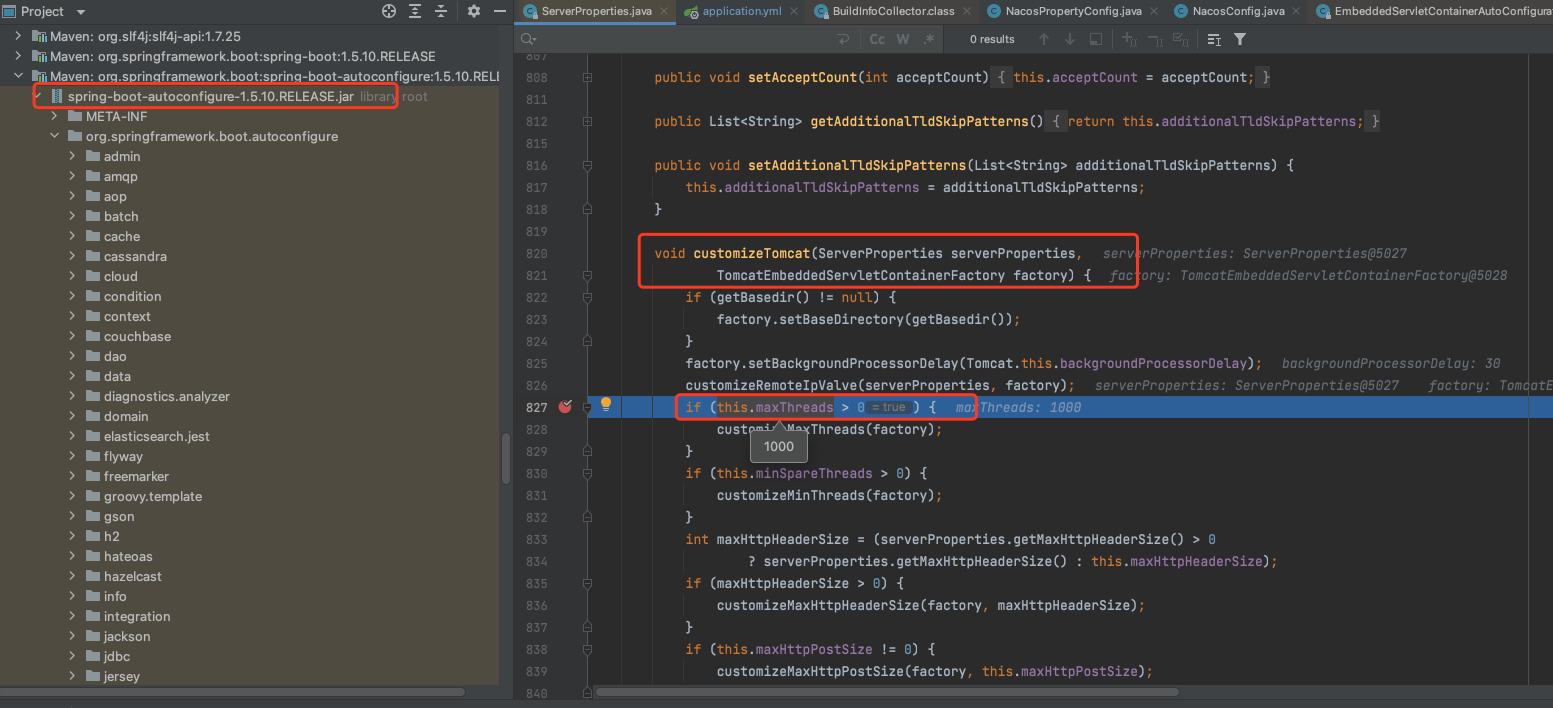 Project
Maven: org.slf4j:slf4j-api:1.7.25
Maven: org.springframework.boot:spring-boot:1.5.10.RELEASE
Maven: org.springframework.boot:spring-boot-autoconfigure:1.5.10.REL
spring-boot-autoconfigure-1.5.10.RELEASE.jar library root
META-INF
org.springframework.boot.autoconfigure
admin
amqp
aop
batch
cache
cassandra
cloud
condition
context
couchbase
dao
data
diagnostics.analyzer
domain
elasticsearch.jest
flyway
freemarker
groovy.template
gson
h2
hateoas
hazelcast
info
integration
jackson
jdbc
jersey
ServerProperties.java application.yml BuildInfoCollector.class NacosPropertyConfig.java NacosConfig.java EmbeddedServletContainerAutoConfigurat
Cc W .* 0 results
807
808 public void setAcceptCount(int acceptCount) { this.acceptCount = acceptCount; }
811
812 public List<String> getAdditionalTldSkipPatterns() { return this.additionalTldSkipPatterns; }
815
816 public void setAdditionalTldSkipPatterns(List<String> additionalTldSkipPatterns) {
817 this.additionalTldSkipPatterns = additionalTldSkipPatterns;
818 }
819
820 void customizeTomcat(ServerProperties serverProperties, serverProperties: ServerProperties@5027
821 TomcatEmbeddedServletContainerFactory factory) { factory: TomcatEmbeddedServletContainerFactory@5028
822 if (getBasedir() != null) {
823 factory.setBaseDirectory(getBasedir());
824 }
825 factory.setBackgroundProcessorDelay(Tomcat.this.backgroundProcessorDelay); backgroundProcessorDelay: 30
826 customizeRemoteIpValve(serverProperties, factory); serverProperties: ServerProperties@5027 factory: TomcatE
827 if (this.maxThreads > 0 = true ) { maxThreads: 1000
828 customizeMaxThreads(factory);
1000
829 }
830 if (this.minSpareThreads > 0) {
831 customizeMinThreads(factory);
832 }
833 int maxHttpHeaderSize = (serverProperties.getMaxHttpHeaderSize() > 0
834 ? serverProperties.getMaxHttpHeaderSize() : this.maxHttpHeaderSize);
835 if (maxHttpHeaderSize > 0) {
836 customizeMaxHttpHeaderSize(factory, maxHttpHeaderSize);
837 }
838 if (this.maxHttpPostSize != 0) {
839 customizeMaxHttpPostSize(factory, this.maxHttpPostSize);
840